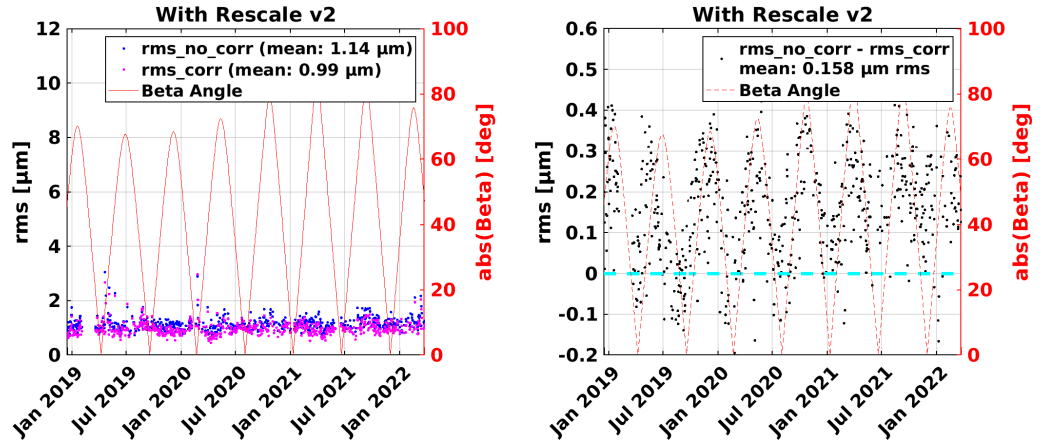 With Rescale v2
12
10
8
6
4
2
0
rms [µm]
rms_no_corr (mean: 1.14 µm)
rms_corr (mean: 0.99 µm)
Beta Angle
100
80
60
40
20
0
abs(Beta) [deg]
Jan 2019
Jul 2019
Jan 2020
Jul 2020
Jan 2021
Jul 2021
Jan 2022
With Rescale v2
0.6
0.5
0.4
0.3
0.2
0.1
0
-0.1
-0.2
rms [µm]
rms_no_corr - rms_corr
mean: 0.158 µm rms
Beta Angle
100
80
60
40
20
0
abs(Beta) [deg]
Jan 2019
Jul 2019
Jan 2020
Jul 2020
Jan 2021
Jul 2021
Jan 2022